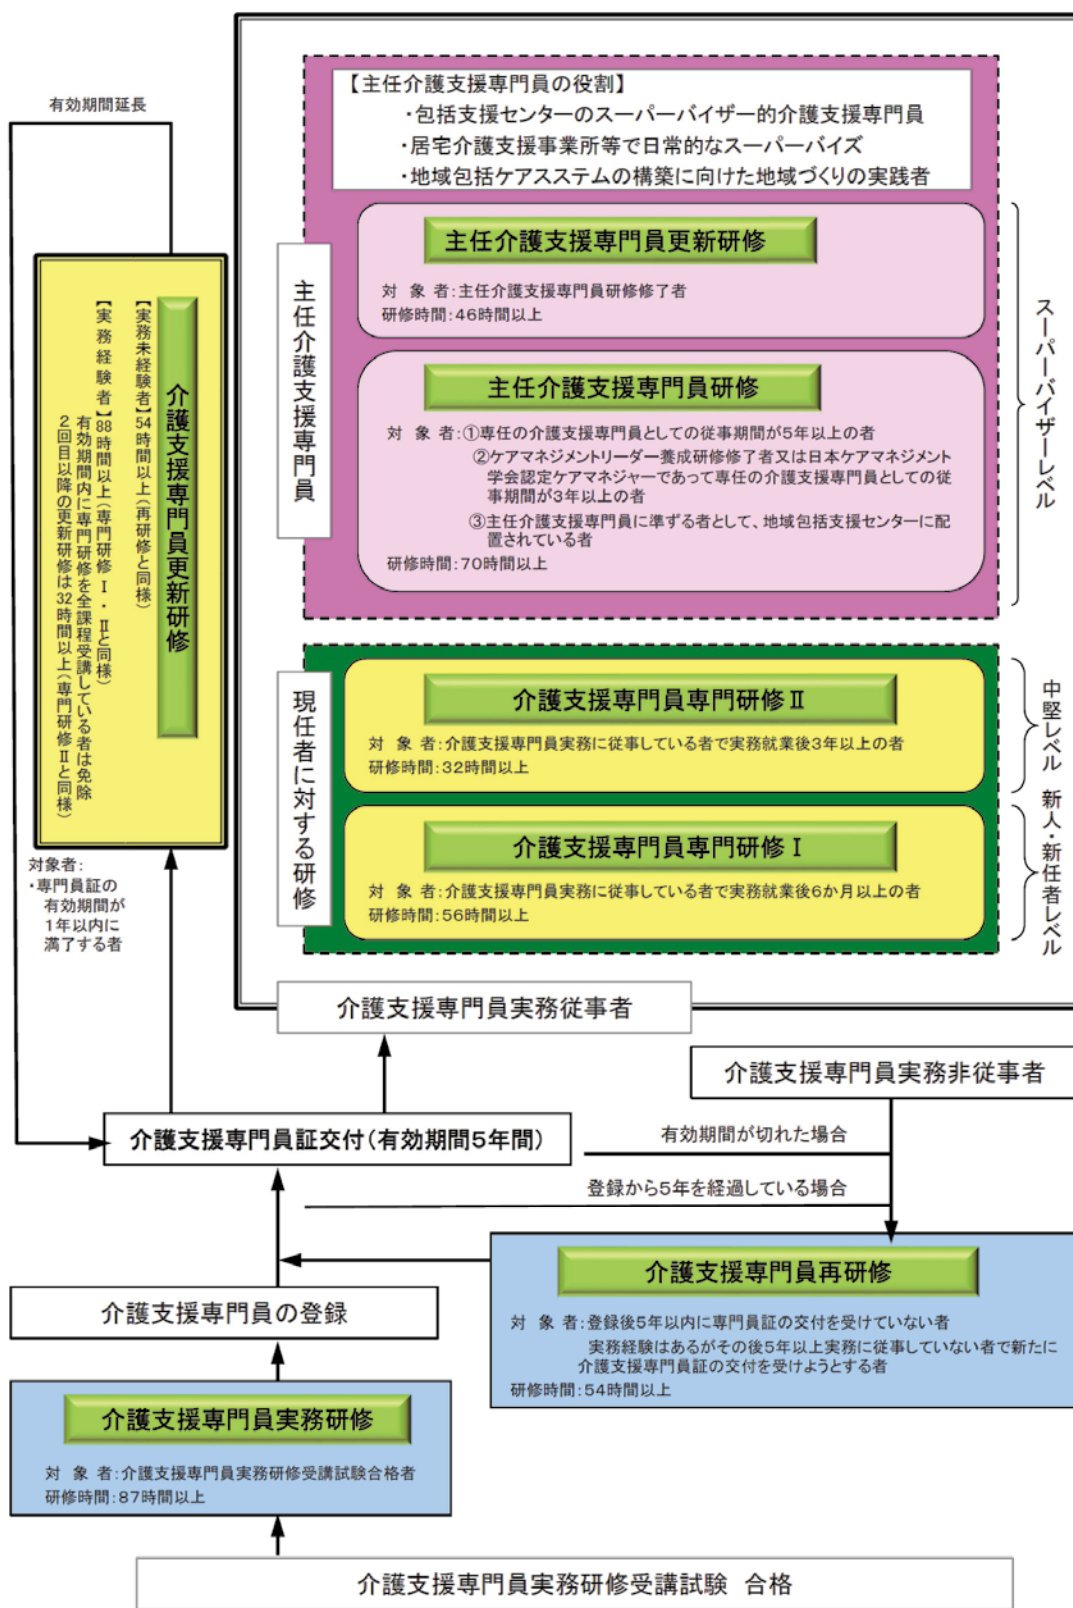 有効期間延長
【主任介護支援専門員の役割】
・包括支援センターのスーパーバイザー的介護支援専門員
・居宅介護支援事業所等で日常的なスーパーバイズ
・地域包括ケアスステムの構築に向けた地域づくりの実践者
主任介護支援専門員
主任介護支援専門員更新研修
対 象 者:主任介護支援専門員研修修了者
研修時間:46時間以上
主任介護支援専門員研修
対 象 者:①専任の介護支援専門員としての従事期間が5年以上の者
②ケアマネジメントリーダー養成研修修了者又は日本ケアマネジメント
学会認定ケアマネジャーであって専任の介護支援専門員としての従
事期間が3年以上の者
③主任介護支援専門員に準ずる者として、地域包括支援センターに配
置されている者
研修時間:70時間以上
スーパーバイザーレベル
介護支援専門員更新研修
【実務未経験者】54時間以上(再研修と同様)
【実務経験者】88時間以上(専門研修Ⅰ・Ⅱと同様)
有効期間内に専門研修を全課程受講している者は免除
2回目以降の更新研修は32時間以上(専門研修Ⅱと同様)
対象者:
・専門員証の
有効期間が
1年以内に
満了する者
現任者に対する研修
介護支援専門員専門研修Ⅱ
対 象 者:介護支援専門員実務に従事している者で実務就業後3年以上の者
研修時間:32時間以上
中堅レベル
介護支援専門員専門研修Ⅰ
対 象 者:介護支援専門員実務に従事している者で実務就業後6か月以上の者
研修時間:56時間以上
新人・新任者レベル
介護支援専門員実務従事者
介護支援専門員実務非従事者
介護支援専門員証交付(有効期間5年間)
有効期間が切れた場合
登録から5年を経過している場合
介護支援専門員再研修
対 象 者:登録後5年以内に専門員証の交付を受けていない者
実務経験はあるがその後5年以上実務に従事していない者で新たに
介護支援専門員証の交付を受けようとする者
研修時間:54時間以上
介護支援専門員の登録
介護支援専門員実務研修
対 象 者:介護支援専門員実務研修受講試験合格者
研修時間:87時間以上
介護支援専門員実務研修受講試験 合格